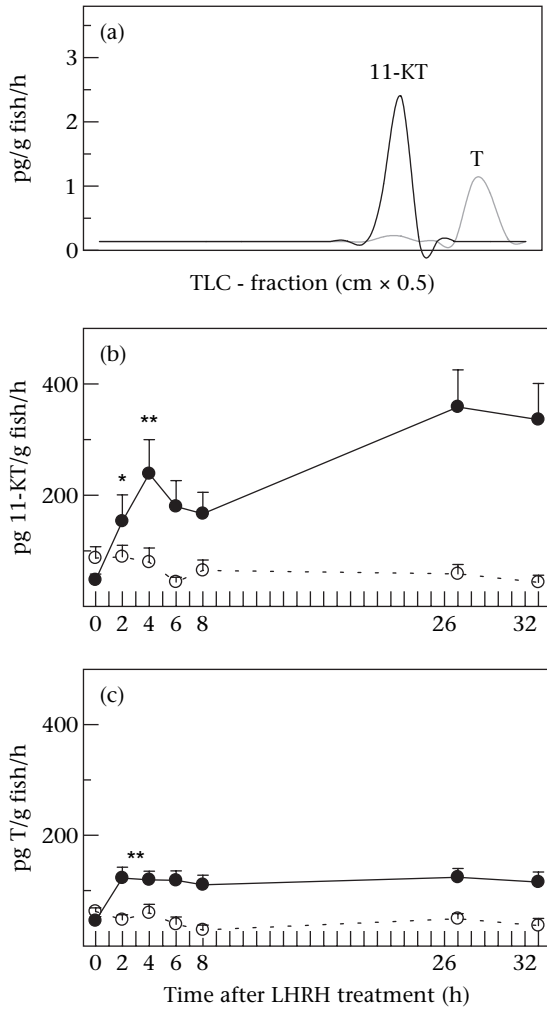 (a)
3
2
1
0
pg/g fish/h
11-KT
T
TLC - fraction (cm × 0.5)
(b)
400
200
pg 11-KT/g fish/h
*
**
0 2 4 6 8 26 32
(c)
400
200
pg T/g fish/h
**
0 2 4 6 8 26 32
Time after LHRH treatment (h)